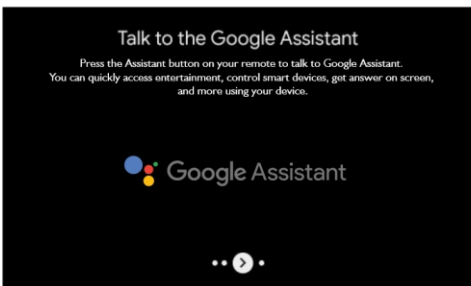 Talk to the Google Assistant
Press the Assistant button on your remote to talk to Google Assistant.
You can quickly access entertainment, control smart devices, get answer on screen,
and more using your device.
Google Assistant